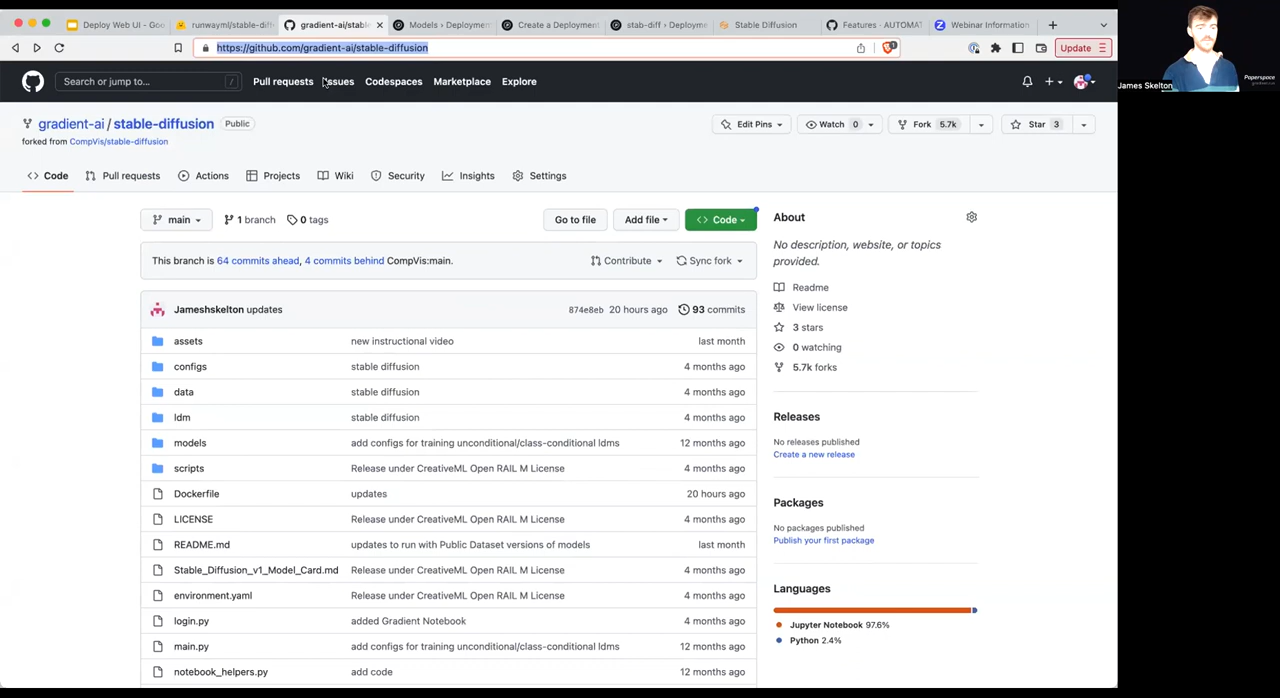 Deploy Web UI - Goo
runwayml/stable-diff
gradient-ai/stabl
Models › Deploymen
Create a Deployment
stab-diff › Deployme
Stable Diffusion
Features · AUTOMAT
Webinar Information
https://github.com/gradient-ai/stable-diffusion
Update
Search or jump to...
/
Pull requests
Issues
Codespaces
Marketplace
Explore
James Skelton
Paperspace
gradient-ai / stable-diffusion
Public
forked from CompVis/stable-diffusion
Edit Pins
Watch 0
Fork 5.7k
Star 3
Code
Pull requests
Actions
Projects
Wiki
Security
Insights
Settings
main
1 branch
0 tags
Go to file
Add file
Code
This branch is 64 commits ahead, 4 commits behind CompVis:main.
Contribute
Sync fork
Jameshskelton updates
874e8eb 20 hours ago
93 commits
assets new instructional video last month
configs stable diffusion 4 months ago
data stable diffusion 4 months ago
ldm stable diffusion 4 months ago
models add configs for training unconditional/class-conditional ldms 12 months ago
scripts Release under CreativeML Open RAIL M License 4 months ago
Dockerfile updates 20 hours ago
LICENSE Release under CreativeML Open RAIL M License 4 months ago
README.md updates to run with Public Dataset versions of models last month
Stable_Diffusion_v1_Model_Card.md Release under CreativeML Open RAIL M License 4 months ago
environment.yaml Release under CreativeML Open RAIL M License 4 months ago
login.py added Gradient Notebook 4 months ago
main.py add configs for training unconditional/class-conditional ldms 12 months ago
notebook_helpers.py add code 12 months ago
About
No description, website, or topics
provided.
Readme
View license
3 stars
0 watching
5.7k forks
Releases
No releases published
Create a new release
Packages
No packages published
Publish your first package
Languages
Jupyter Notebook 97.6%
Python 2.4%